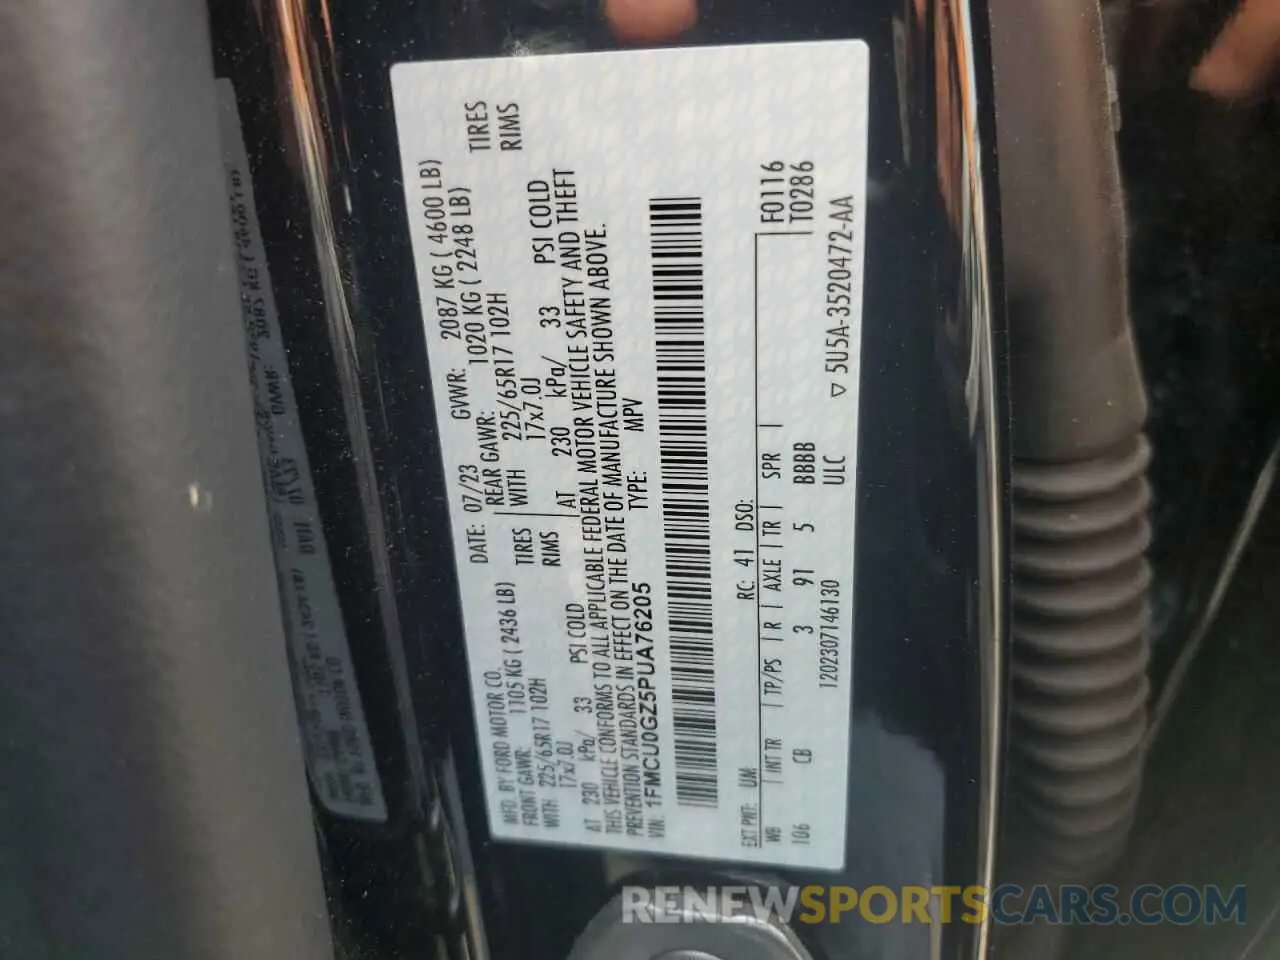 MFD. BY FORD MOTOR CO.
DATE: 07/23 GVWR: 2087 KG ( 4600 LB)
FRONT GAWR: 1105 KG ( 2436 LB) REAR GAWR: 1020 KG ( 2248 LB)
WITH 225/65R17 102H TIRES WITH 225/65R17 102H TIRES
17x7.0J RIMS 17x7.0J RIMS
AT 230 kPa/ 33 PSI COLD AT 230 kPa/ 33 PSI COLD
THIS VEHICLE CONFORMS TO ALL APPLICABLE FEDERAL MOTOR VEHICLE SAFETY AND THEFT
PREVENTION STANDARDS IN EFFECT ON THE DATE OF MANUFACTURE SHOWN ABOVE.
VIN: 1FMCU0GZ5PUA76205 TYPE: MPV
EXT PNT: UM RC: 41 DSO: F0116
WB INT TR TP/PS R AXLE TR SPR T0286
106 CB 3 91 5 BBBB
1202307146130 ULC 5U5A-3520472-AA
RENEWSPORTSCARS.COM